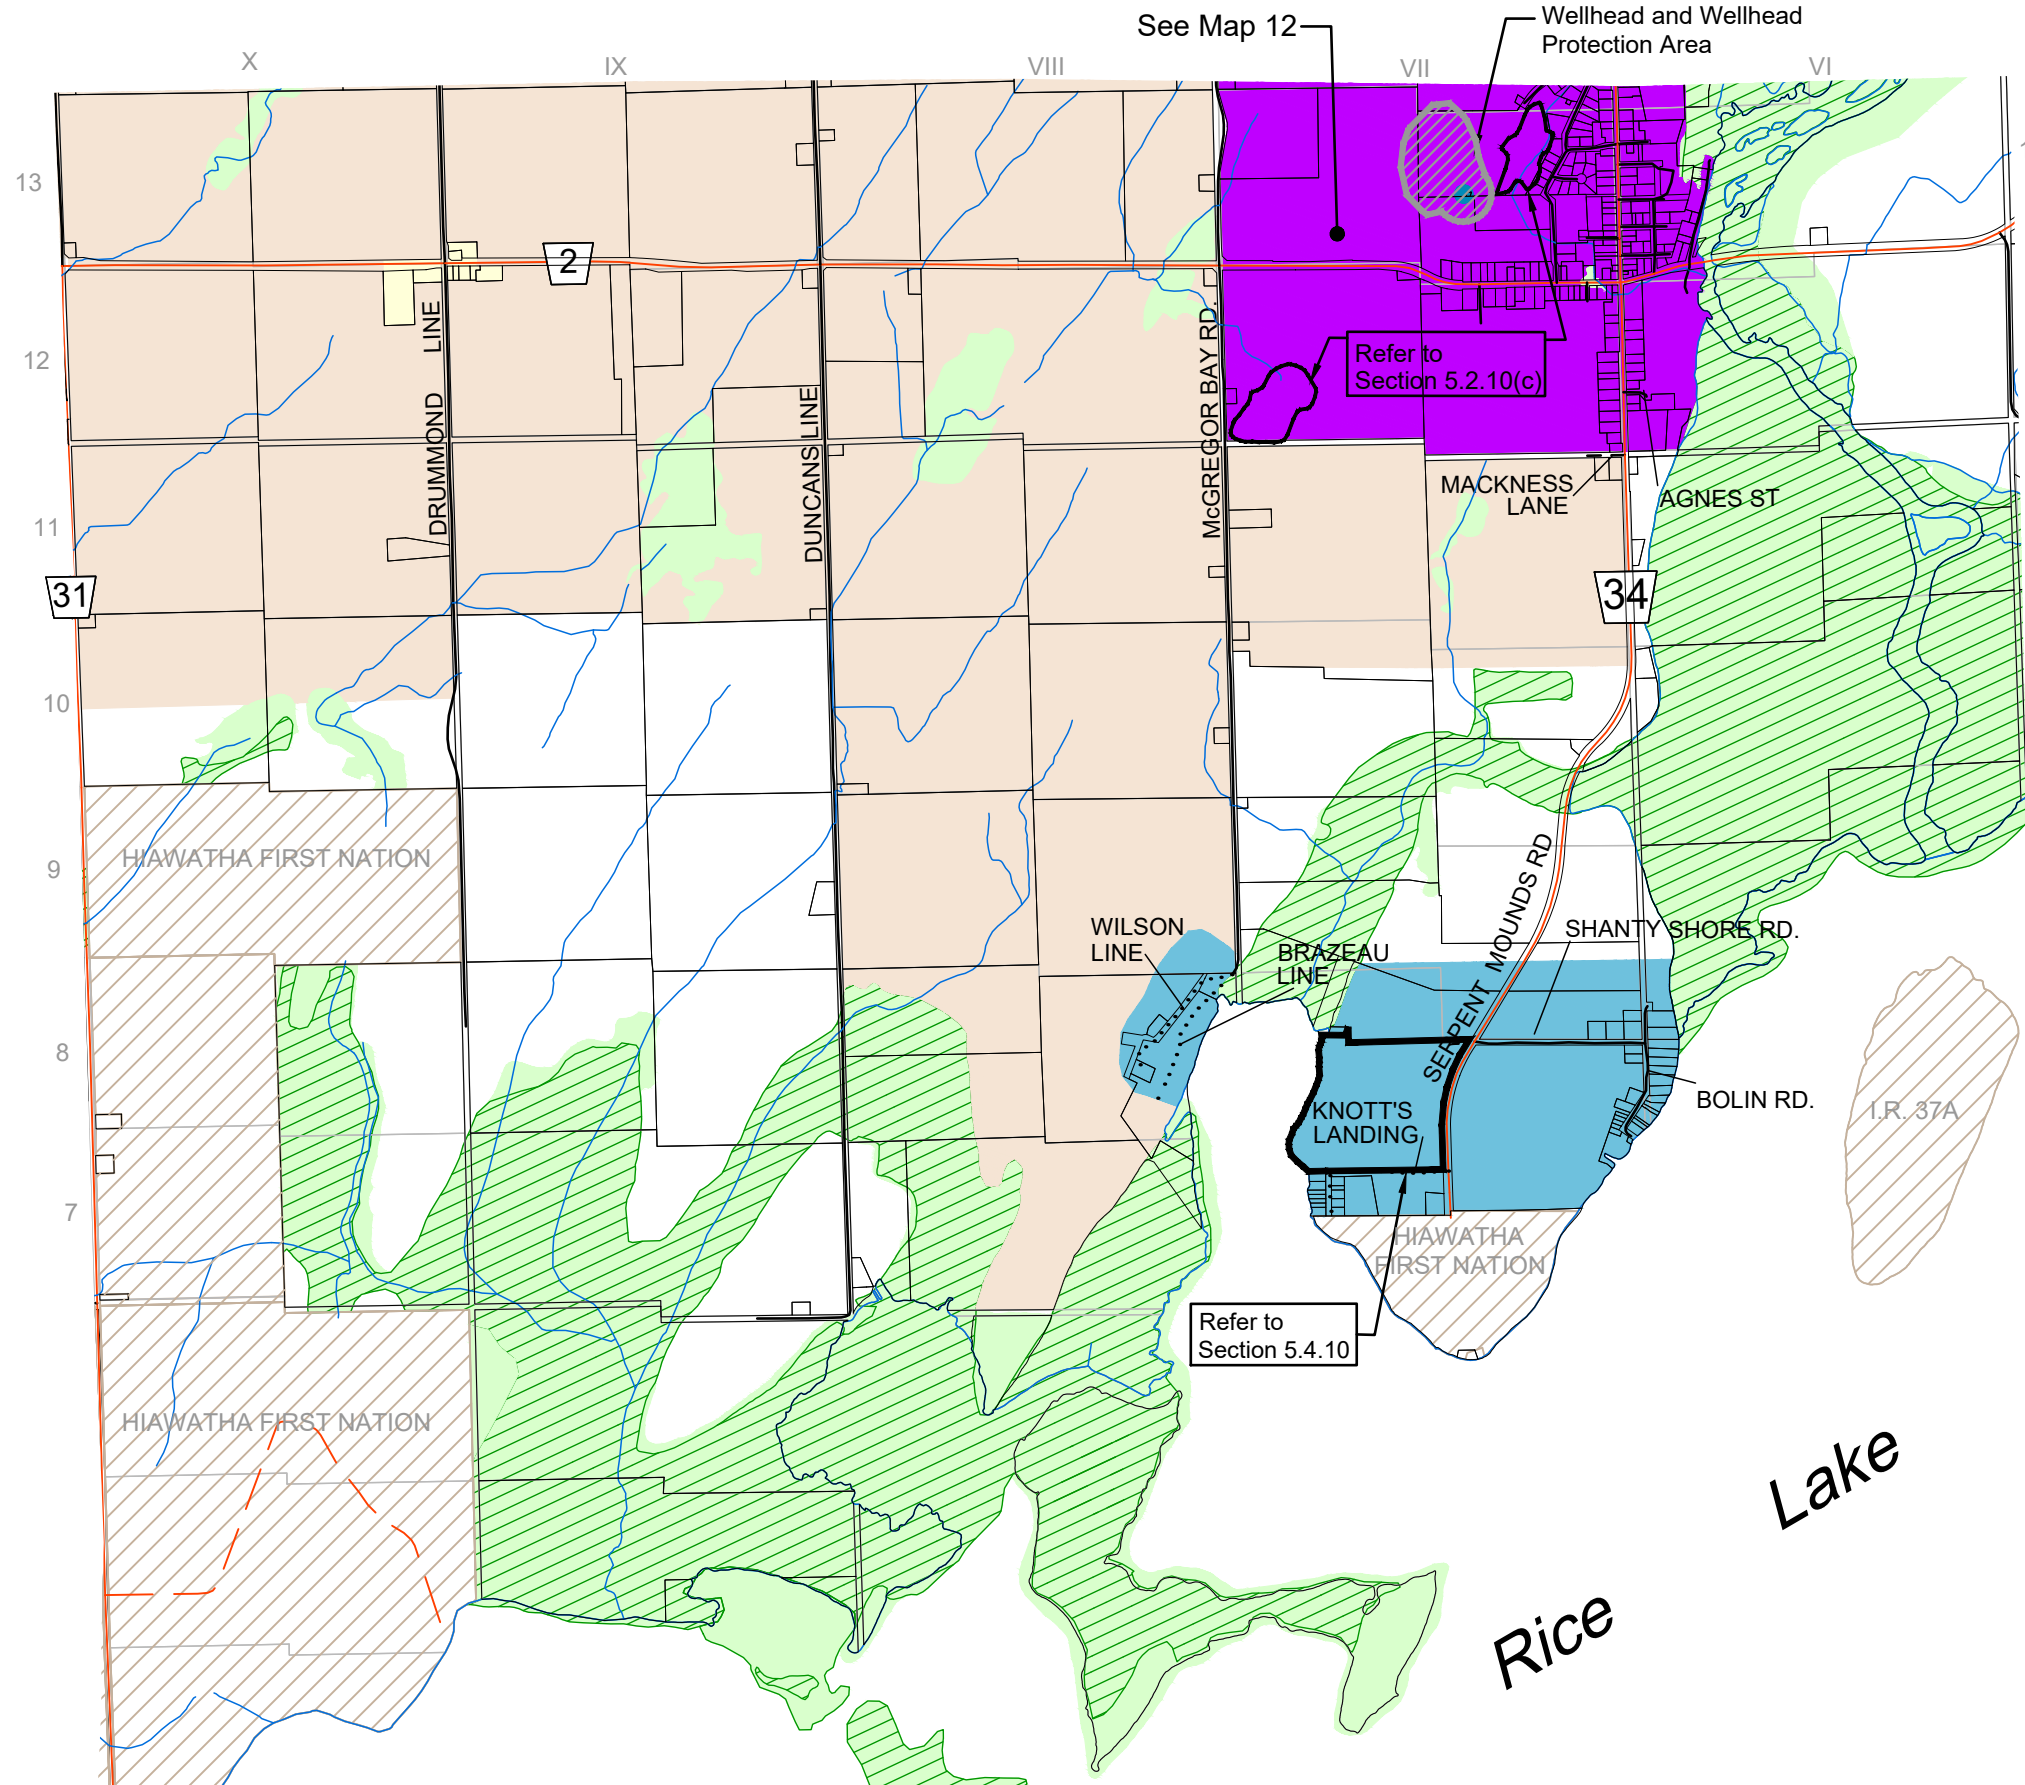 See Map 12
Wellhead and Wellhead
Protection Area
X
IX
VIII
VII
VI
13
2
DRUMMOND LINE
DUNCANS LINE
McGREGOR BAY RD.
12
Refer to
Section 5.2.10(c)
MACKNESS
LANE
AGNES ST
11
31
34
10
9
HIAWATHA FIRST NATION
SERPENT MOUNDS RD
WILSON
LINE
BRAZEAU
LINE
SHANTY SHORE RD.
8
BOLIN RD.
KNOTT'S
LANDING
I.R. 37A
7
HIAWATHA
FIRST NATION
Refer to
Section 5.4.10
HIAWATHA FIRST NATION
Rice Lake